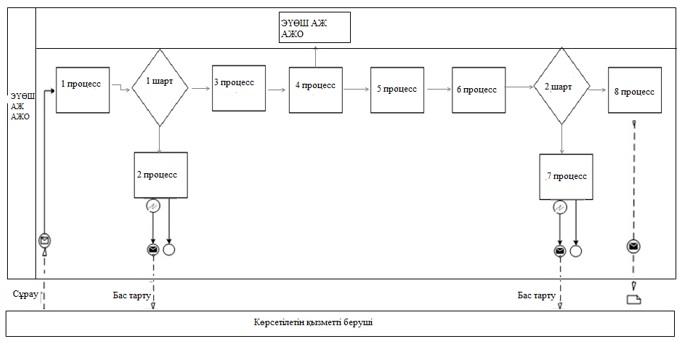 ЭҮӨШ АЖ
АЖО
1 процесс
1 шарт
3 процесс
4 процесс
5 процесс
6 процесс
2 шарт
8 процесс
ЭҮӨШ
АЖ
АЖО
2 процесс
7 процесс
Сұрау
Бас тарту
Бас тарту
Көрсетілетін қызметті беруші